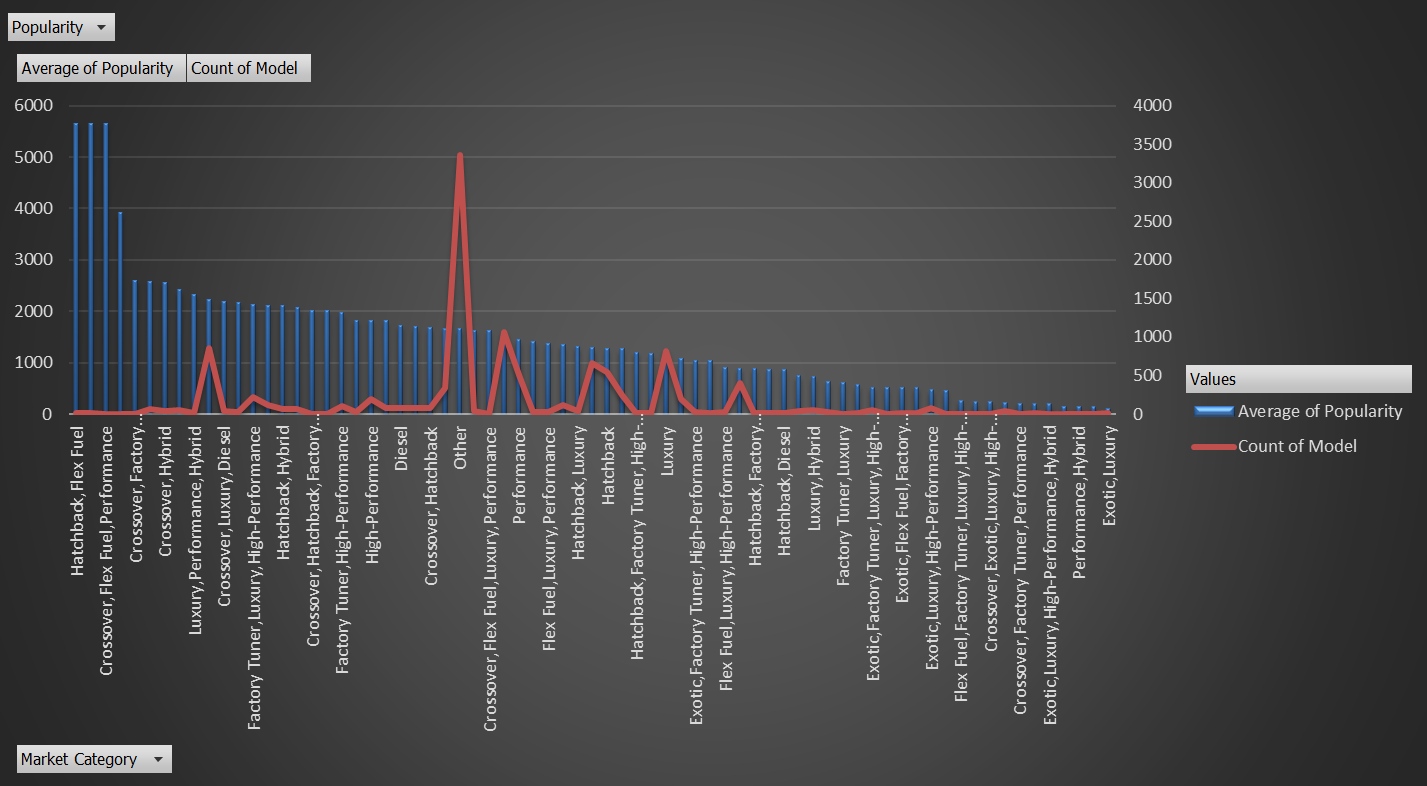 Popularity
Average of Popularity
Count of Model
6000
5000
4000
3000
2000
1000
0
4000
3500
3000
2500
2000
1500
1000
500
0
Hatchback,Flex Fuel
Crossover,Flex Fuel,Performance
Crossover,Factory…
Crossover,Hybrid
Luxury,Performance,Hybrid
Crossover,Luxury,Diesel
Factory Tuner,Luxury,High-Performance
Hatchback,Hybrid
Crossover,Hatchback,Factory…
Factory Tuner,High-Performance
High-Performance
Diesel
Crossover,Hatchback
Other
Crossover,Flex Fuel,Luxury,Performance
Performance
Flex Fuel,Luxury,Performance
Hatchback,Luxury
Hatchback
Hatchback,Factory Tuner,High-…
Luxury
Exotic,Factory Tuner,High-Performance
Flex Fuel,Luxury,High-Performance
Hatchback,Factory…
Hatchback,Diesel
Luxury,Hybrid
Factory Tuner,Luxury
Exotic,Factory Tuner,Luxury,High-…
Exotic,Flex Fuel,Factory…
Exotic,Luxury,High-Performance
Flex Fuel,Factory Tuner,Luxury,High-…
Crossover,Exotic,Luxury,High-…
Crossover,Factory Tuner,Performance
Exotic,Luxury,High-Performance,Hybrid
Performance,Hybrid
Exotic,Luxury
Values
Average of Popularity
Count of Model
Market Category